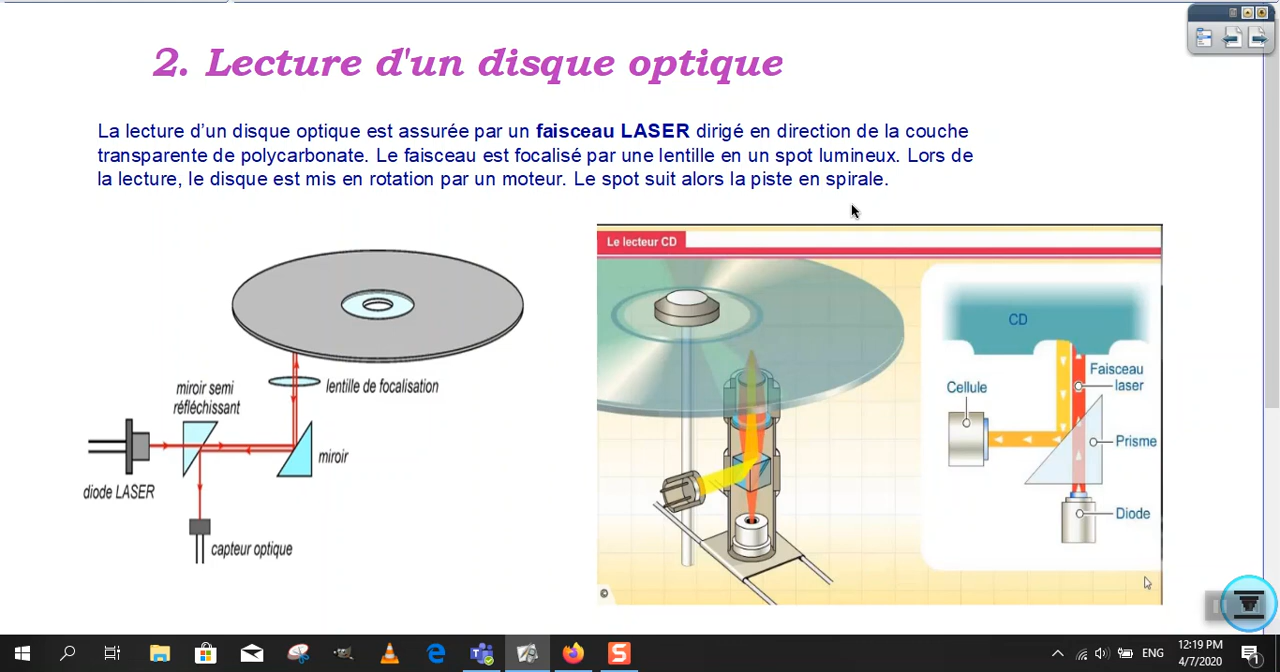 2. Lecture d'un disque optique
La lecture d’un disque optique est assurée par un faisceau LASER dirigé en direction de la couche
transparente de polycarbonate. Le faisceau est focalisé par une lentille en un spot lumineux. Lors de
la lecture, le disque est mis en rotation par un moteur. Le spot suit alors la piste en spirale.
lentille de focalisation
miroir semi
réfléchissant
miroir
diode LASER
capteur optique
Le lecteur CD
CD
Faisceau
laser
Cellule
Prisme
Diode
©
12:19 PM
ENG
4/7/2020